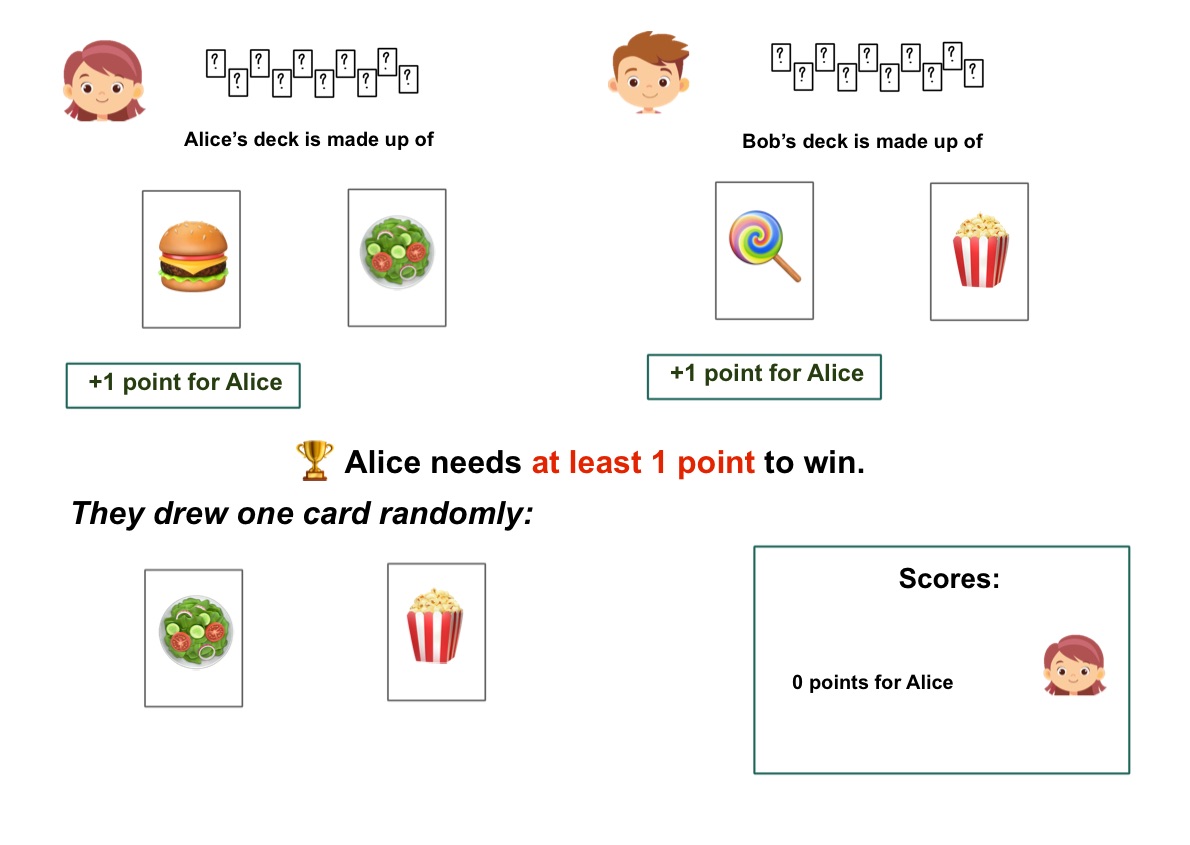 ? ? ? ? ? ? ? ? ? ?
? ? ? ? ? ? ? ? ? ?
Alice’s deck is made up of
Bob’s deck is made up of
+1 point for Alice
+1 point for Alice
Alice needs at least 1 point to win.
They drew one card randomly:
Scores:
0 points for Alice